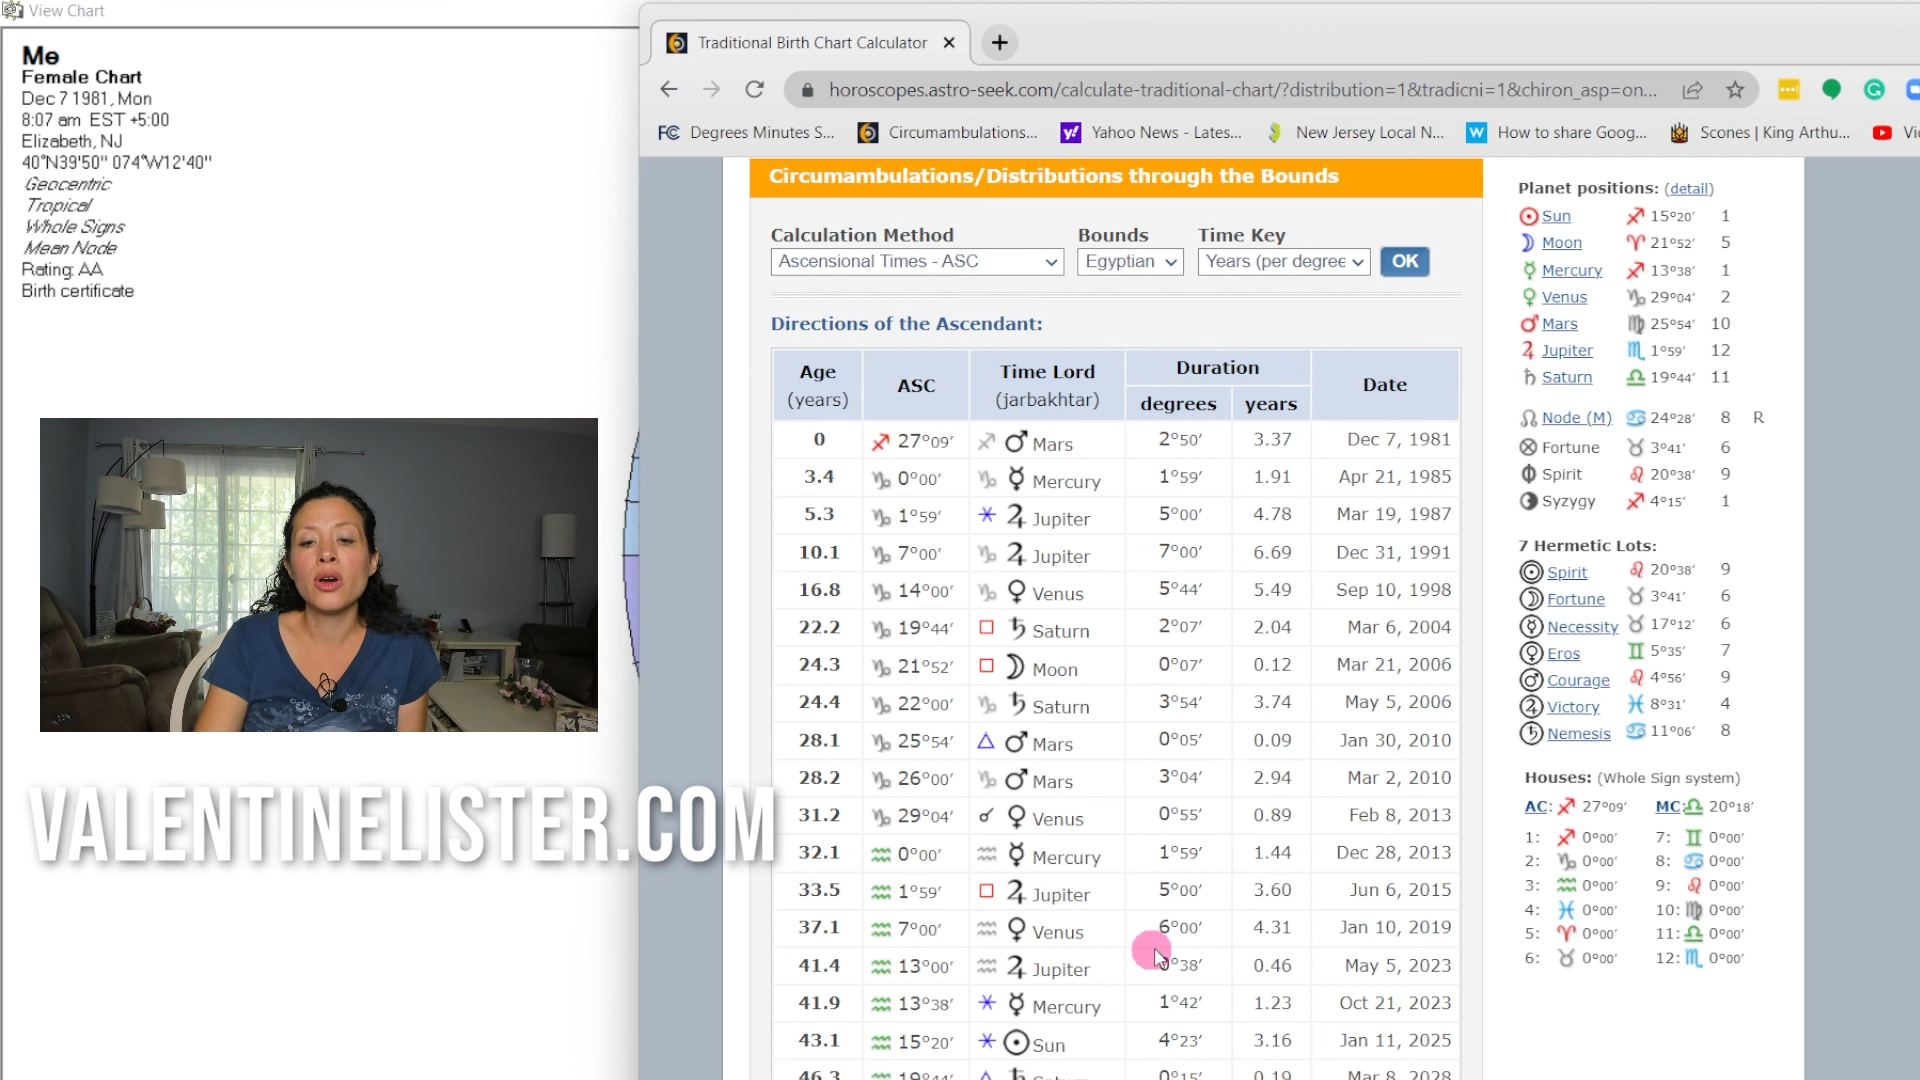 View Chart
Me
Female Chart
Dec 7 1981, Mon
8:07 am EST +5:00
Elizabeth, NJ
40°N39'50" 074°W12'40"
Geocentric
Tropical
Whole Signs
Mean Node
Rating: AA
Birth certificate
VALENTINELISTER.COM
Traditional Birth Chart Calculator
horoscopes.astro-seek.com/calculate-traditional-chart/?distribution=1&tradicni=1&chiron_asp=on...
FC Degrees Minutes S... Circumambulations... y! Yahoo News - Lates... New Jersey Local N... W How to share Goog... Scones | King Arthu...
Circumambulations/Distributions through the Bounds
Calculation Method Bounds Time Key
Ascensional Times - ASC Egyptian Years (per degree OK
Directions of the Ascendant:
Age (years) ASC Time Lord (jarbakhtar) Duration degrees years Date
0 ♐ 27°09' ♐ ♂ Mars 2°50' 3.37 Dec 7, 1981
3.4 ♑ 0°00' ♑ ☿ Mercury 1°59' 1.91 Apr 21, 1985
5.3 ♑ 1°59' ⚹ ♃ Jupiter 5°00' 4.78 Mar 19, 1987
10.1 ♑ 7°00' ♑ ♃ Jupiter 7°00' 6.69 Dec 31, 1991
16.8 ♑ 14°00' ♑ ♀ Venus 5°44' 5.49 Sep 10, 1998
22.2 ♑ 19°44' □ ♄ Saturn 2°07' 2.04 Mar 6, 2004
24.3 ♑ 21°52' □ ☽ Moon 0°07' 0.12 Mar 21, 2006
24.4 ♑ 22°00' ♑ ♄ Saturn 3°54' 3.74 May 5, 2006
28.1 ♑ 25°54' △ ♂ Mars 0°05' 0.09 Jan 30, 2010
28.2 ♑ 26°00' ♑ ♂ Mars 3°04' 2.94 Mar 2, 2010
31.2 ♑ 29°04' ☌ ♀ Venus 0°55' 0.89 Feb 8, 2013
32.1 ♒ 0°00' ♒ ☿ Mercury 1°59' 1.44 Dec 28, 2013
33.5 ♒ 1°59' □ ♃ Jupiter 5°00' 3.60 Jun 6, 2015
37.1 ♒ 7°00' ♒ ♀ Venus 6°00' 4.31 Jan 10, 2019
41.4 ♒ 13°00' ♒ ♃ Jupiter 0°38' 0.46 May 5, 2023
41.9 ♒ 13°38' ⚹ ☿ Mercury 1°42' 1.23 Oct 21, 2023
43.1 ♒ 15°20' ⚹ ☉ Sun 4°23' 3.16 Jan 11, 2025
46.3 ♒ 19°44' △ ♄ Saturn 0°15' 0.19 Mar 8, 2028
Planet positions: (detail)
Sun ♐ 15°20' 1
Moon ♈ 21°52' 5
Mercury ♐ 13°38' 1
Venus ♑ 29°04' 2
Mars ♍ 25°54' 10
Jupiter ♏ 1°59' 12
Saturn ♎ 19°44' 11
Node (M) ♋ 24°28' 8 R
Fortune ♉ 3°41' 6
Spirit ♌ 20°38' 9
Syzygy ♐ 4°15' 1
7 Hermetic Lots:
Spirit ♌ 20°38' 9
Fortune ♉ 3°41' 6
Necessity ♉ 17°12' 6
Eros ♊ 5°35' 7
Courage ♌ 4°56' 9
Victory ♓ 8°31' 4
Nemesis ♋ 11°06' 8
Houses: (Whole Sign system)
AC: ♐ 27°09' MC: ♎ 20°18'
1: ♐ 0°00' 7: ♊ 0°00'
2: ♑ 0°00' 8: ♋ 0°00'
3: ♒ 0°00' 9: ♌ 0°00'
4: ♓ 0°00' 10: ♍ 0°00'
5: ♈ 0°00' 11: ♎ 0°00'
6: ♉ 0°00' 12: ♏ 0°00'